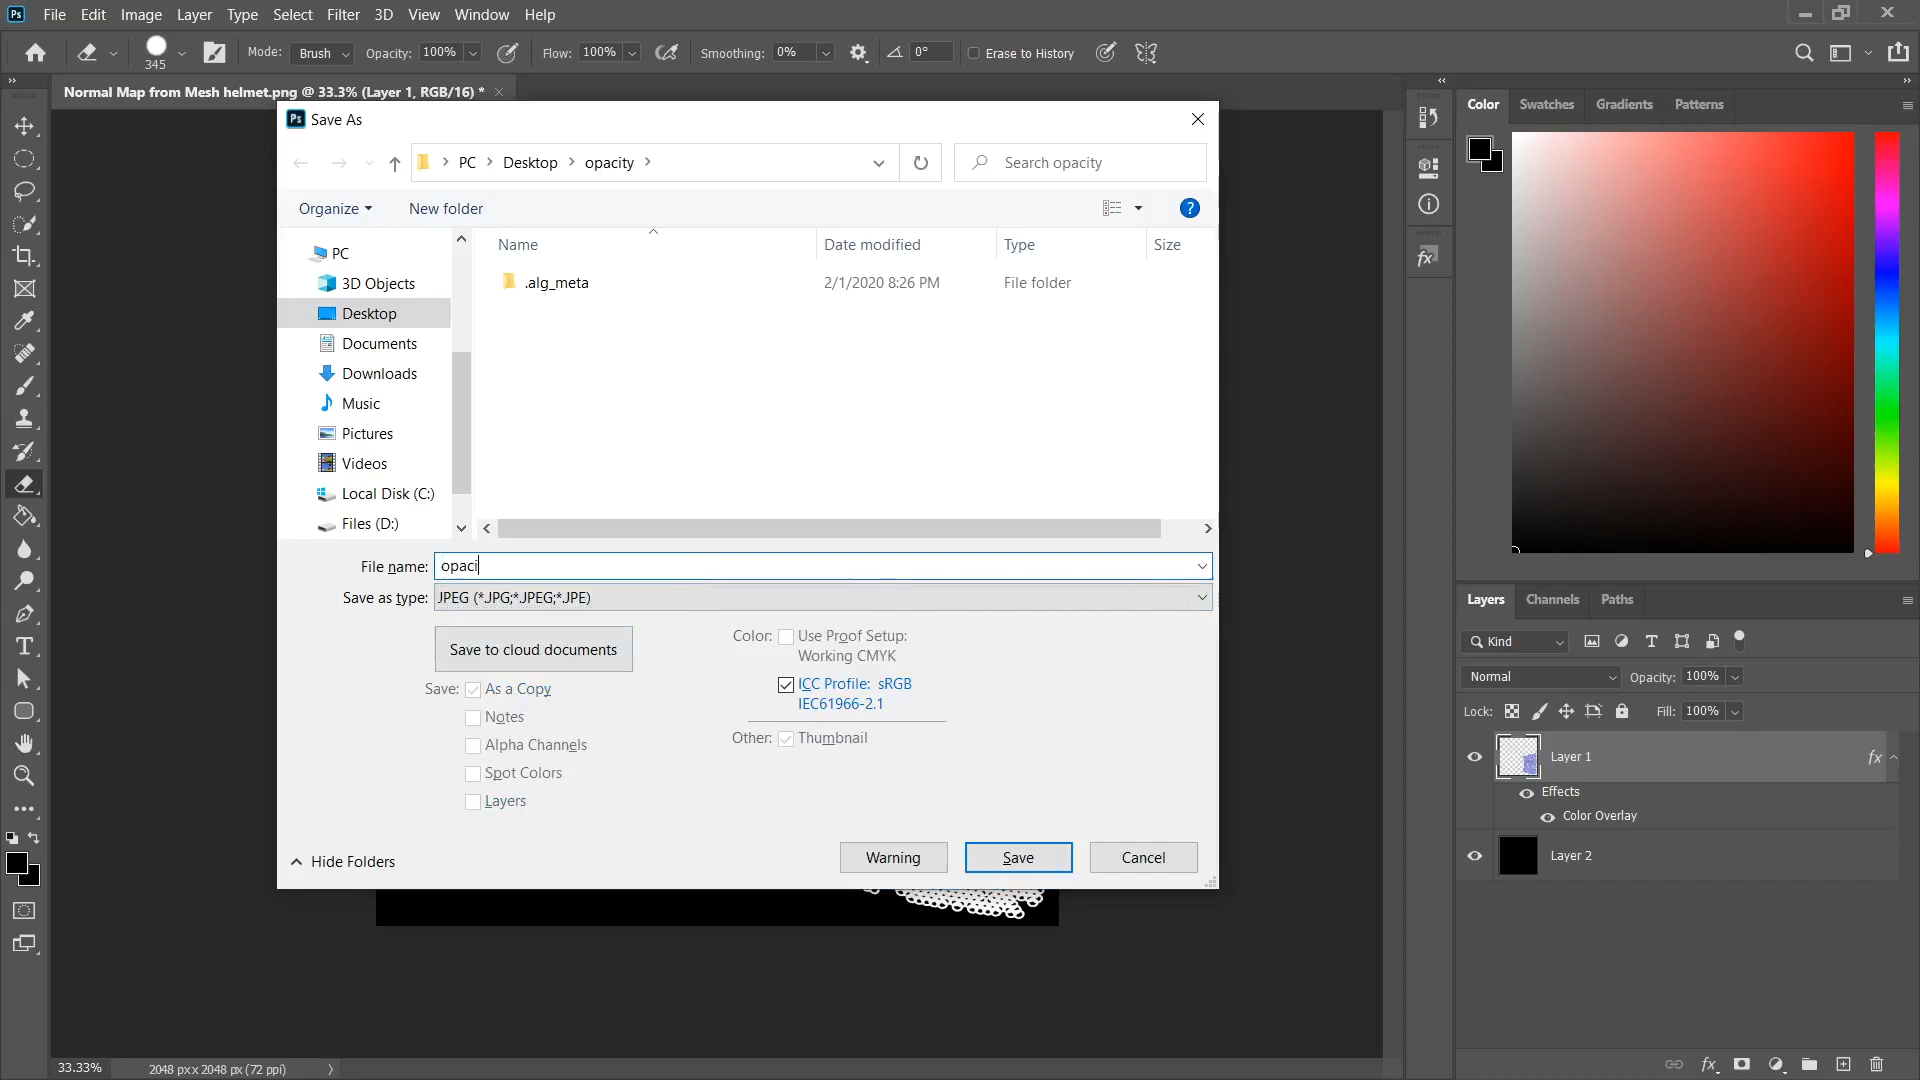 Ps File Edit Image Layer Type Select Filter 3D View Window Help
345 Mode: Brush Opacity: 100% Flow: 100% Smoothing: 0% 0° Erase to History
Normal Map from Mesh helmet.png @ 33.3% (Layer 1, RGB/16) *
Ps Save As
PC Desktop opacity
Search opacity
Organize New folder
Name Date modified Type Size
.alg_meta 2/1/2020 8:26 PM File folder
PC
3D Objects
Desktop
Documents
Downloads
Music
Pictures
Videos
Local Disk (C:)
Files (D:)
File name: opaci
Save as type: JPEG (*.JPG;*.JPEG;*.JPE)
Save to cloud documents
Save: As a Copy
Notes
Alpha Channels
Spot Colors
Layers
Color: Use Proof Setup:
Working CMYK
ICC Profile: sRGB
IEC61966-2.1
Other: Thumbnail
Hide Folders
Warning Save Cancel
Color Swatches Gradients Patterns
Layers Channels Paths
Kind
Normal Opacity: 100%
Lock: Fill: 100%
Layer 1 fx
Effects
Color Overlay
Layer 2
33.33% 2048 px x 2048 px (72 ppi)